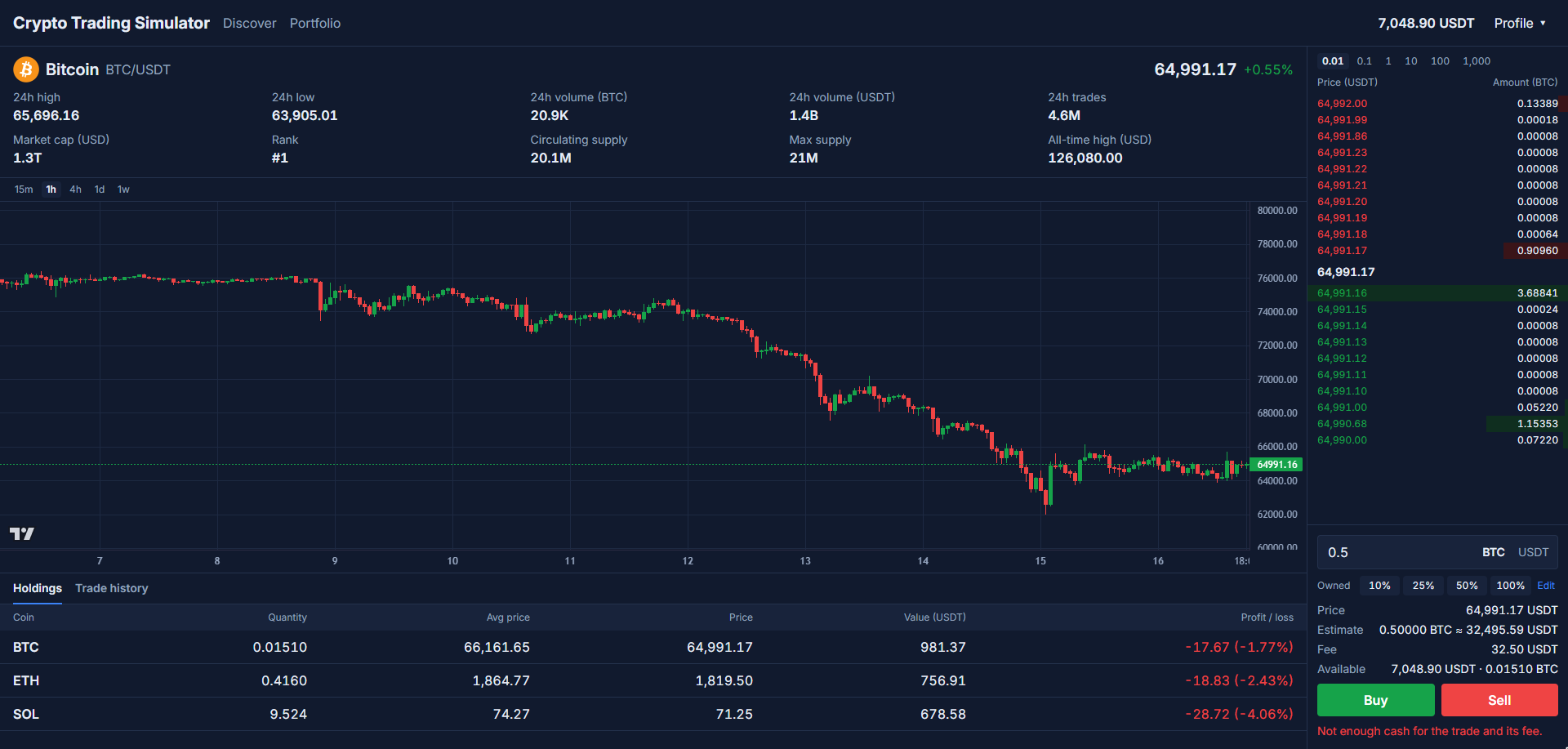 Crypto Trading Simulator Discover Portfolio 7,048.90 USDT Profile ▼
Bitcoin BTC/USDT 64,991.17 +0.55%
24h high 24h low 24h volume (BTC) 24h volume (USDT) 24h trades
65,696.16 63,905.01 20.9K 1.4B 4.6M
Market cap (USD) Rank Circulating supply Max supply All-time high (USD)
1.3T #1 20.1M 21M 126,080.00
15m 1h 4h 1d 1w
80000.00
78000.00
76000.00
74000.00
72000.00
70000.00
68000.00
66000.00
64991.16
64000.00
62000.00
60000.00
7 8 9 10 11 12 13 14 15 16
Holdings Trade history
Coin Quantity Avg price Price Value (USDT) Profit / loss
BTC 0.01510 66,161.65 64,991.17 981.37 -17.67 (-1.77%)
ETH 0.4160 1,864.77 1,819.50 756.91 -18.83 (-2.43%)
SOL 9.524 74.27 71.25 678.58 -28.72 (-4.06%)
0.01 0.1 1 10 100 1,000
Price (USDT) Amount (BTC)
64,992.00 0.13389
64,991.99 0.00018
64,991.86 0.00008
64,991.23 0.00008
64,991.22 0.00008
64,991.21 0.00008
64,991.20 0.00008
64,991.19 0.00008
64,991.18 0.00064
64,991.17 0.90960
64,991.17
64,991.16 3.68841
64,991.15 0.00024
64,991.14 0.00008
64,991.13 0.00008
64,991.12 0.00008
64,991.11 0.00008
64,991.10 0.00008
64,991.00 0.05220
64,990.68 1.15353
64,990.00 0.07220
0.5 BTC USDT
Owned 10% 25% 50% 100% Edit
Price 64,991.17 USDT
Estimate 0.50000 BTC ≈ 32,495.59 USDT
Fee 32.50 USDT
Available 7,048.90 USDT · 0.01510 BTC
Buy Sell
Not enough cash for the trade and its fee.